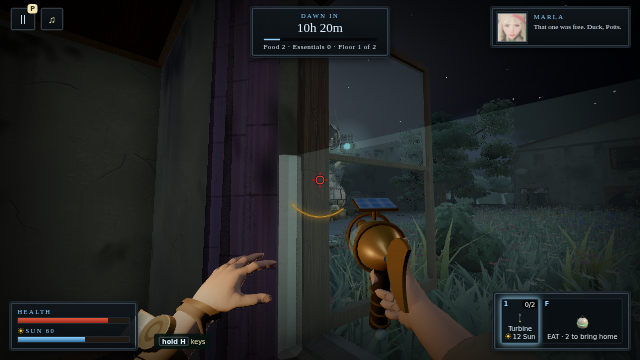 P
DAWN IN
10h 20m
Food 2 · Essentials 0 · Floor 1 of 2
MARLA
That one was free. Duck, Potts.
HEALTH
SUN 60
hold H keys
1 0/2
Turbine
12 Sun
F
EAT · 2 to bring home